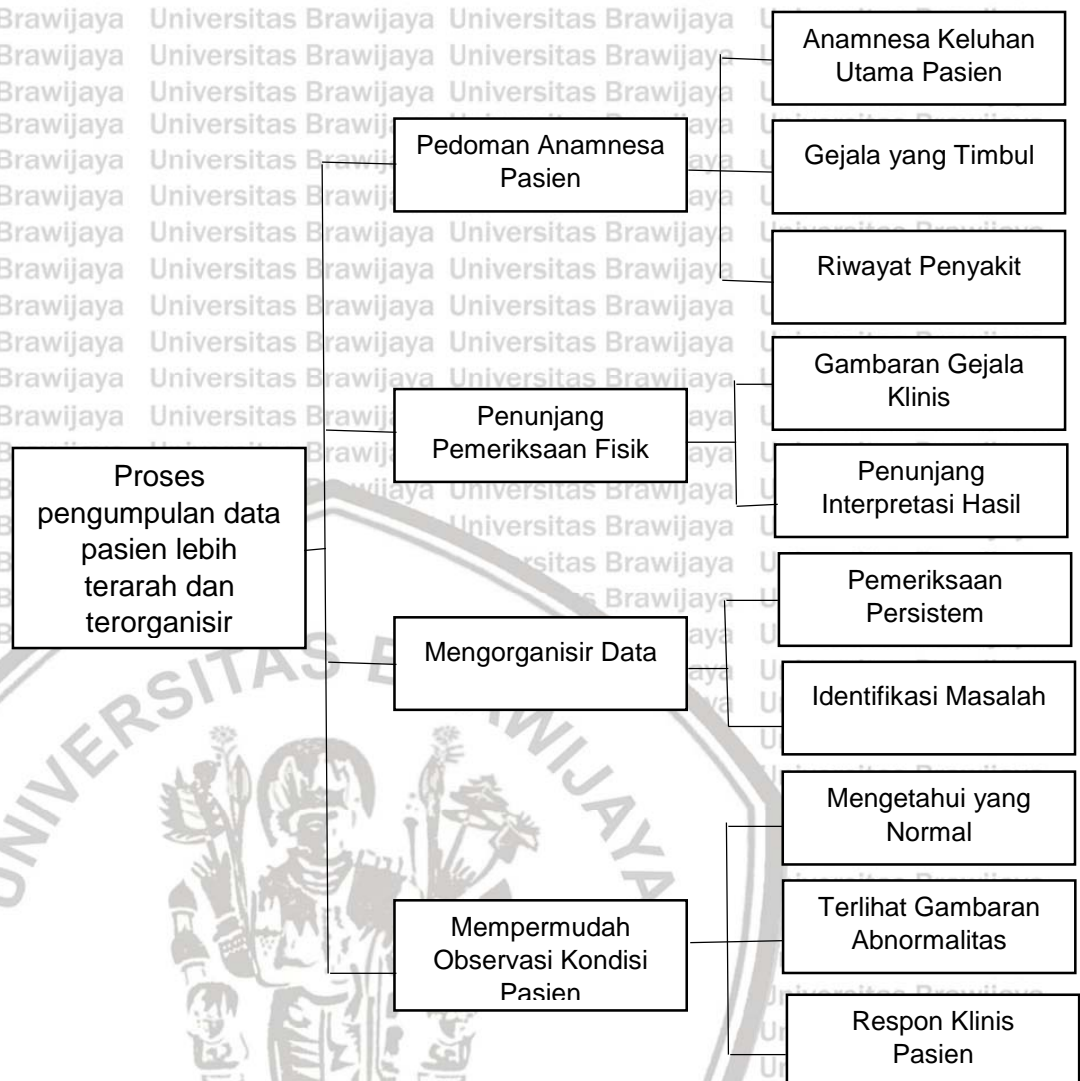 Proses
pengumpulan data
pasien lebih
terarah dan
terorganisir
Pedoman Anamnesa
Pasien
Anamnesa Keluhan
Utama Pasien
Gejala yang Timbul
Riwayat Penyakit
Penunjang
Pemeriksaan Fisik
Gambaran Gejala
Klinis
Penunjang
Interpretasi Hasil
Mengorganisir Data
Pemeriksaan
Persistem
Identifikasi Masalah
Mempermudah
Observasi Kondisi
Pasien
Mengetahui yang
Normal
Terlihat Gambaran
Abnormalitas
Respon Klinis
Pasien